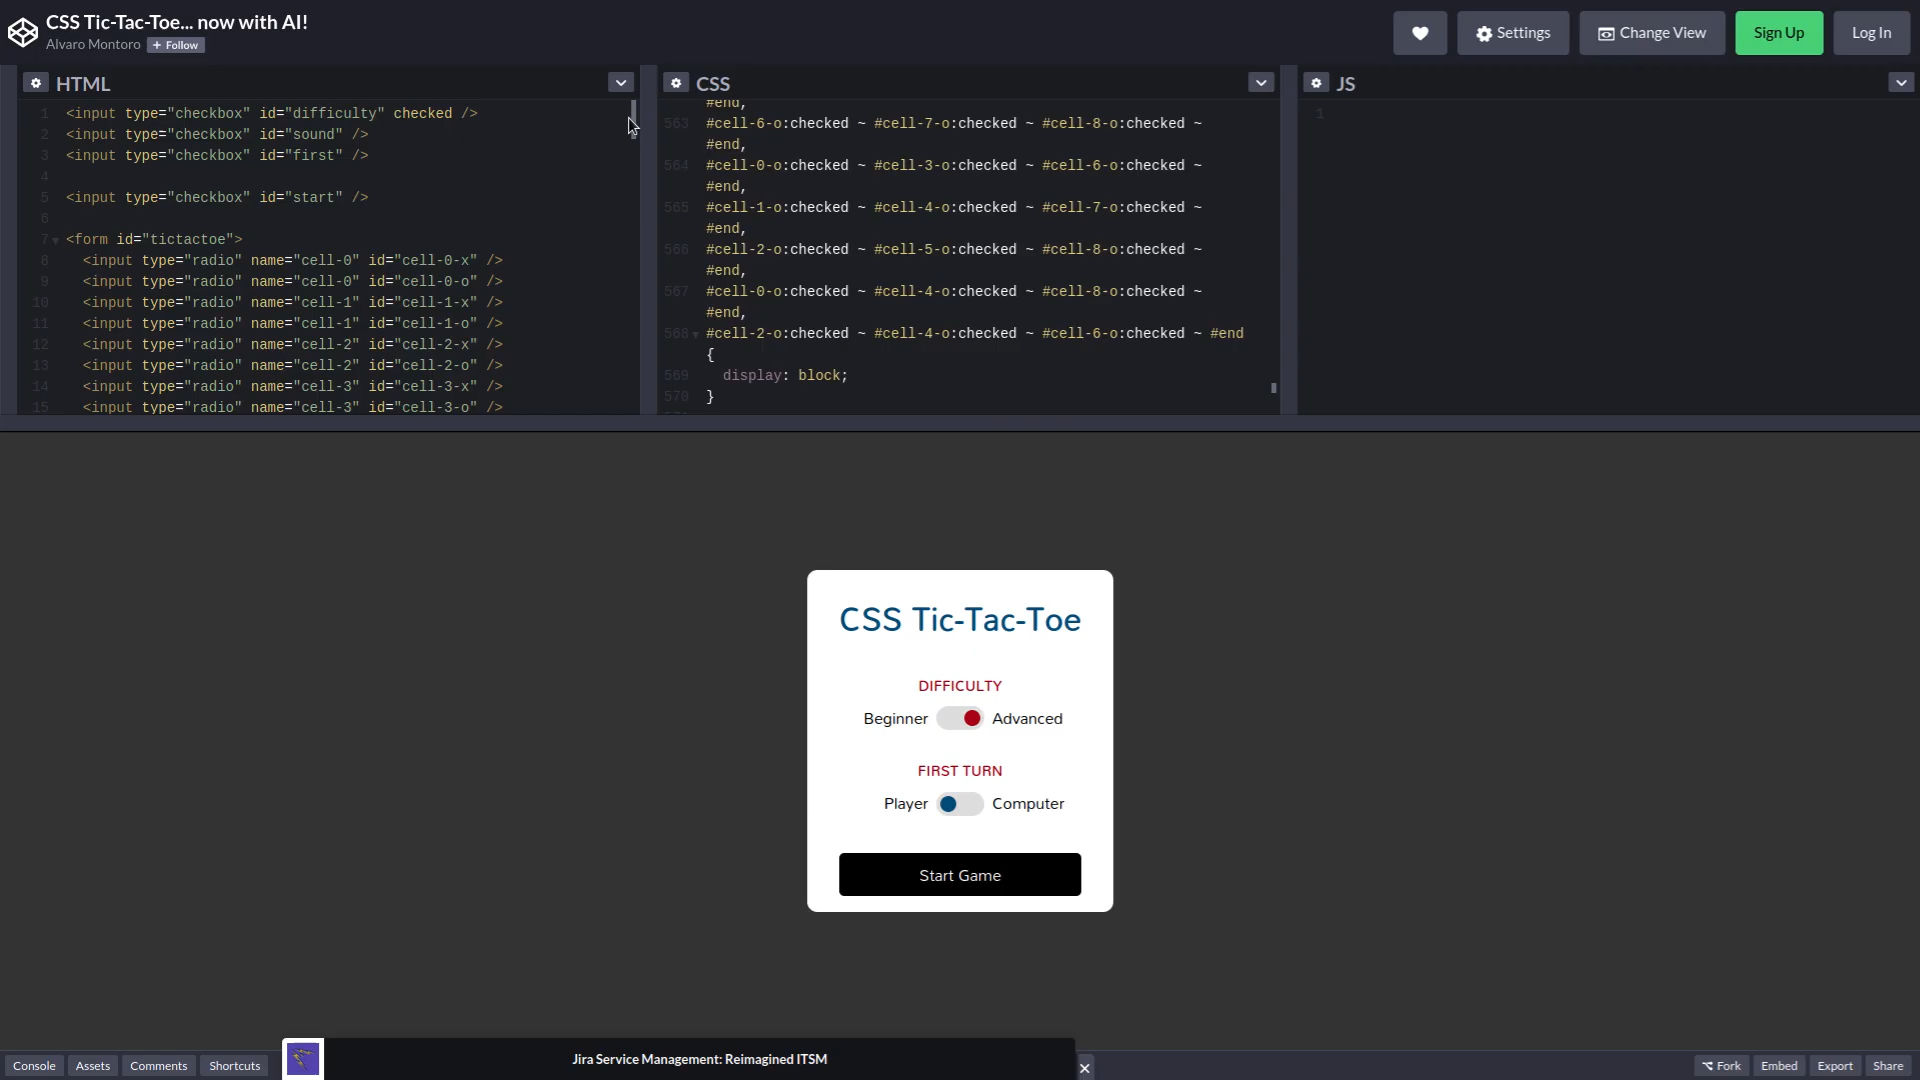 CSS Tic-Tac-Toe... now with AI!
Alvaro Montoro + Follow
Settings
Change View
Sign Up
Log In
HTML
1 <input type="checkbox" id="difficulty" checked />
2 <input type="checkbox" id="sound" />
3 <input type="checkbox" id="first" />
4
5 <input type="checkbox" id="start" />
6
7 <form id="tictactoe">
8 <input type="radio" name="cell-0" id="cell-0-x" />
9 <input type="radio" name="cell-0" id="cell-0-o" />
10 <input type="radio" name="cell-1" id="cell-1-x" />
11 <input type="radio" name="cell-1" id="cell-1-o" />
12 <input type="radio" name="cell-2" id="cell-2-x" />
13 <input type="radio" name="cell-2" id="cell-2-o" />
14 <input type="radio" name="cell-3" id="cell-3-x" />
15 <input type="radio" name="cell-3" id="cell-3-o" />
CSS
#end,
563 #cell-6-o:checked ~ #cell-7-o:checked ~ #cell-8-o:checked ~
#end,
564 #cell-0-o:checked ~ #cell-3-o:checked ~ #cell-6-o:checked ~
#end,
565 #cell-1-o:checked ~ #cell-4-o:checked ~ #cell-7-o:checked ~
#end,
566 #cell-2-o:checked ~ #cell-5-o:checked ~ #cell-8-o:checked ~
#end,
567 #cell-0-o:checked ~ #cell-4-o:checked ~ #cell-8-o:checked ~
#end,
568 #cell-2-o:checked ~ #cell-4-o:checked ~ #cell-6-o:checked ~ #end
{
569 display: block;
570 }
JS
1
CSS Tic-Tac-Toe
DIFFICULTY
Beginner Advanced
FIRST TURN
Player Computer
Start Game
Console
Assets
Comments
Shortcuts
Jira Service Management: Reimagined ITSM
Fork
Embed
Export
Share